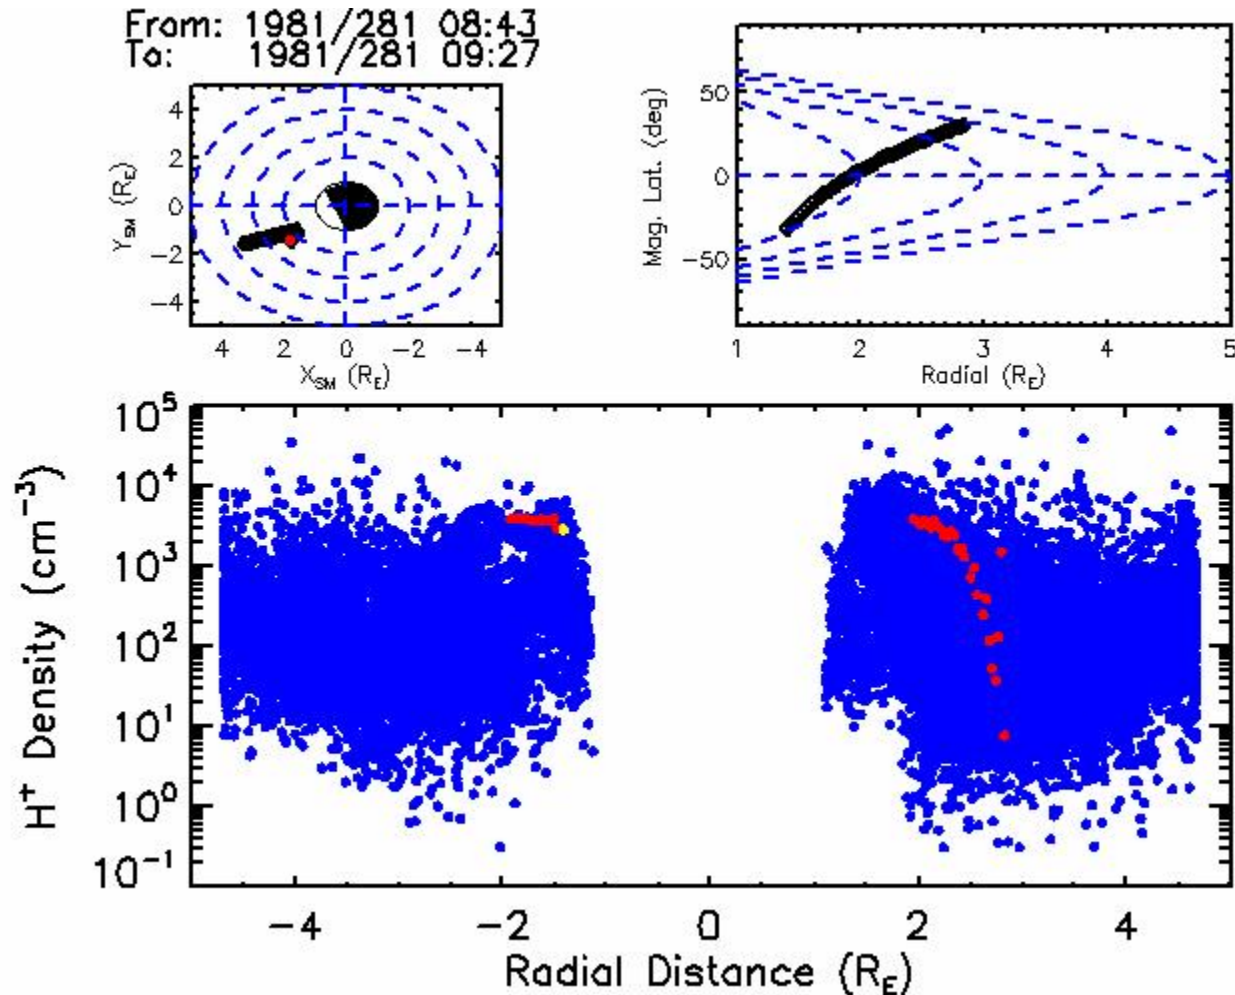 From: 1981/281 08:43
To: 1981/281 09:27
4
2
0
−2
−4
Y_SM (R_E)
4 2 0 −2 −4
X_SM (R_E)
50
0
−50
Mag. Lat. (deg)
1 2 3 4 5
Radial (R_E)
10^5
10^4
10^3
10^2
10^1
10^0
10^−1
H^+ Density (cm^−3)
−4 −2 0 2 4
Radial Distance (R_E)